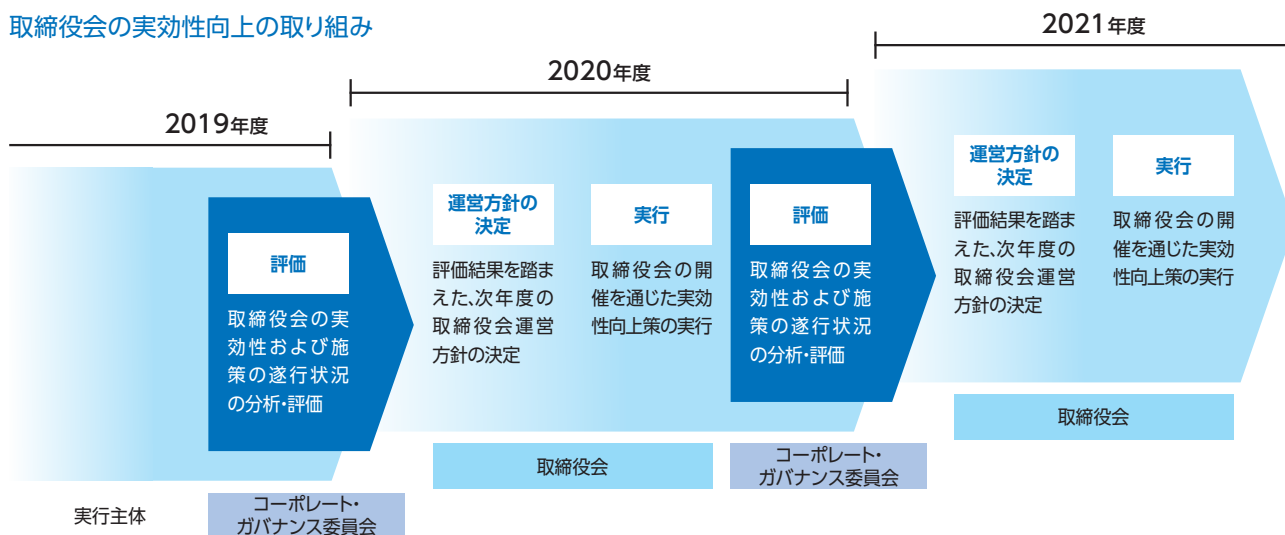 取締役会の実効性向上の取り組み
2019年度
2020年度
2021年度
評価
取締役会の実
効性および施
策の遂行状況
の分析・評価
運営方針の
決定
評価結果を踏ま
えた、次年度の
取締役会運営
方針の決定
実行
取締役会の開
催を通じた実効
性向上策の実行
評価
取締役会の実
効性および施
策の遂行状況
の分析・評価
運営方針の
決定
評価結果を踏ま
えた、次年度の
取締役会運営
方針の決定
実行
取締役会の開
催を通じた実効
性向上策の実行
実行主体
コーポレート・
ガバナンス委員会
取締役会
コーポレート・
ガバナンス委員会
取締役会